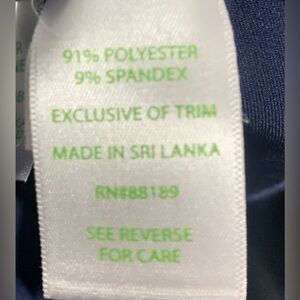 91% POLYESTER
9% SPANDEX
EXCLUSIVE OF TRIM
MADE IN SRI LANKA
RN#88189
SEE REVERSE
FOR CARE